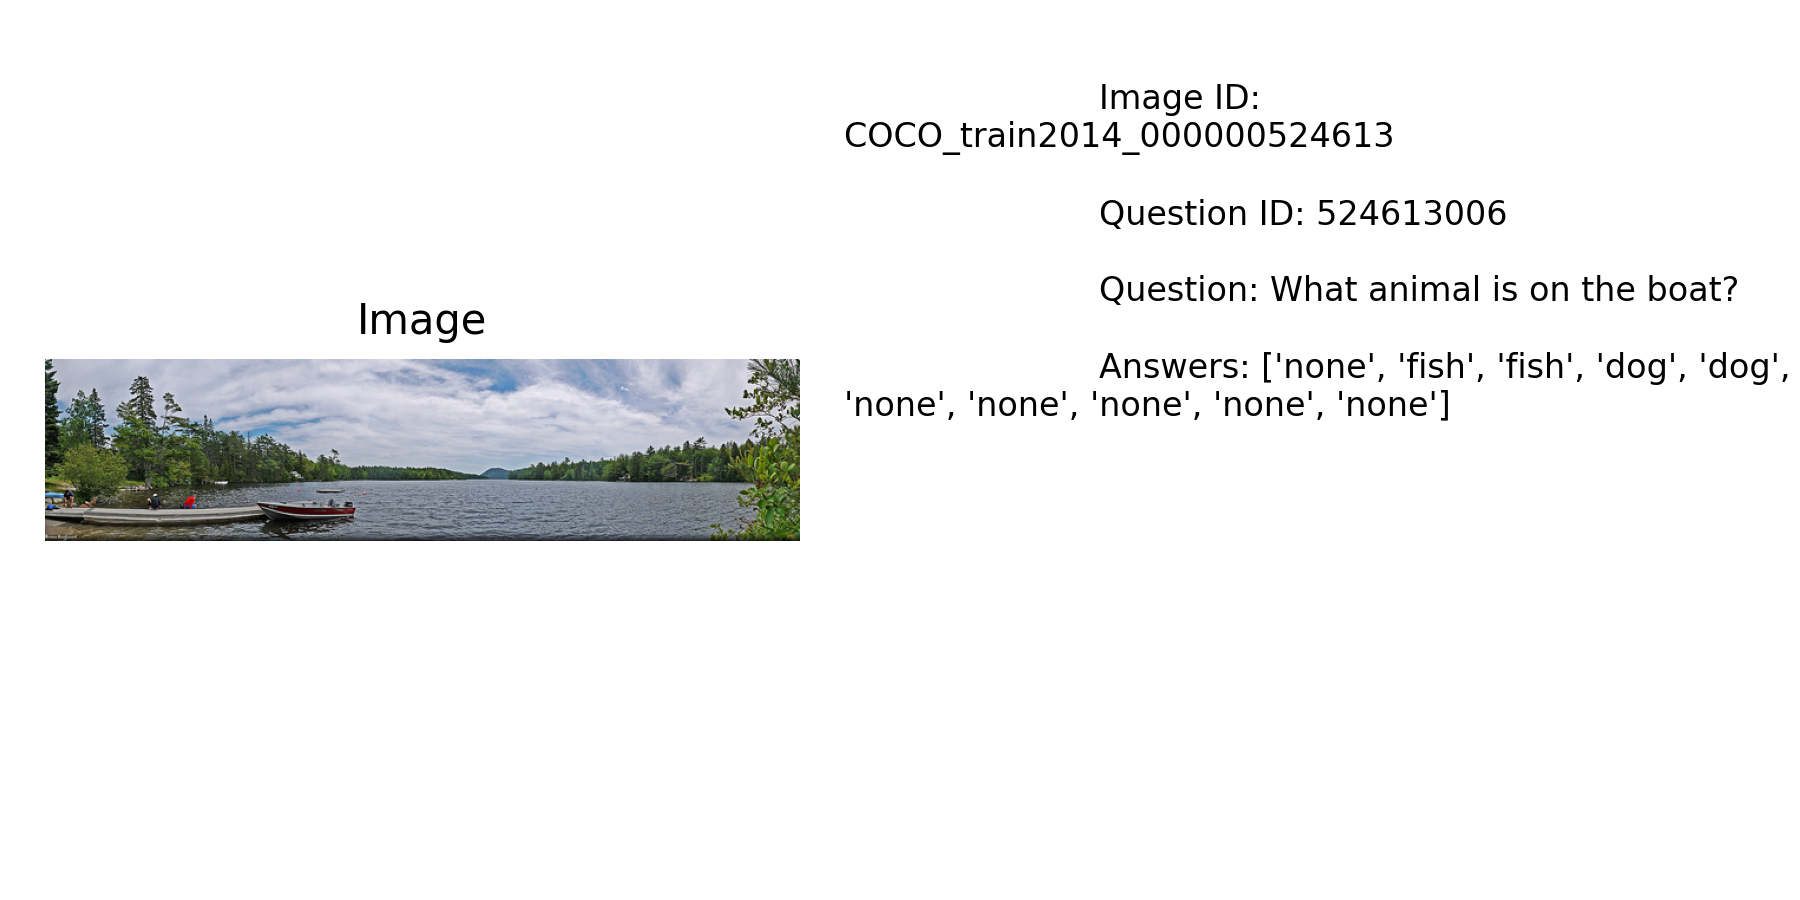 Image
Image ID:
COCO_train2014_000000524613
Question ID: 524613006
Question: What animal is on the boat?
Answers: ['none', 'fish', 'fish', 'dog', 'dog',
'none', 'none', 'none', 'none', 'none']